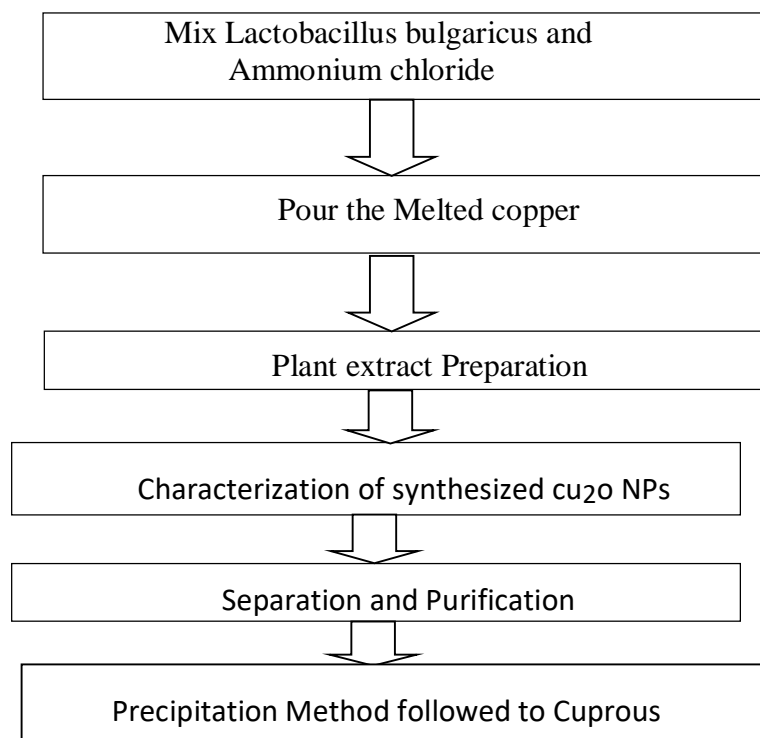 Mix Lactobacillus bulgaricus and
Ammonium chloride
Pour the Melted copper
Plant extract Preparation
Characterization of synthesized cu2o NPs
Separation and Purification
Precipitation Method followed to Cuprous